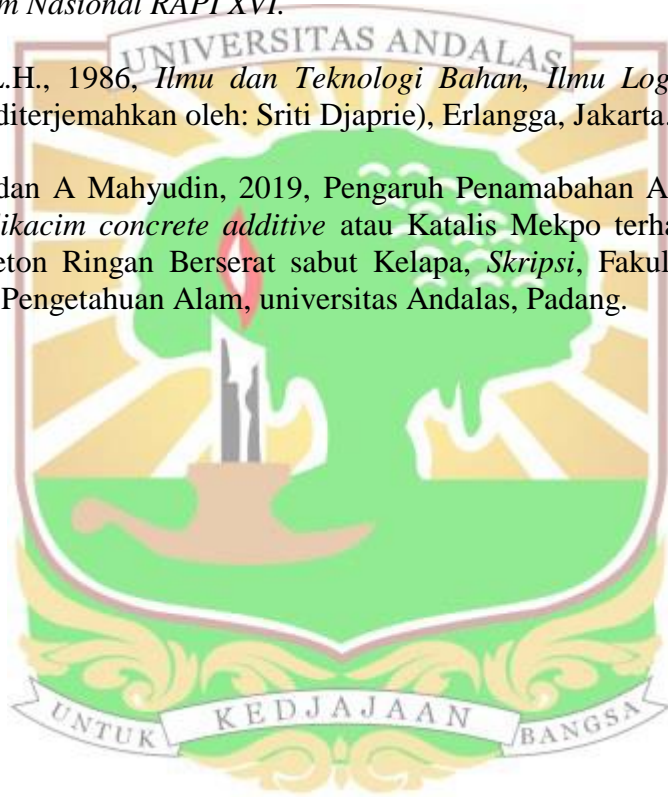 m Nasional RAPI XVI.
UNIVERSITAS ANDALAS
L.H., 1986, Ilmu dan Teknologi Bahan, Ilmu Log
diterjemahkan oleh: Sriti Djaprie), Erlangga, Jakarta.
dan A Mahyudin, 2019, Pengaruh Penamabahan A
ikacim concrete additive atau Katalis Mekpo terha
eton Ringan Berserat sabut Kelapa, Skripsi, Fakul
Pengetahuan Alam, universitas Andalas, Padang.
UNTUK KEDJAJAAN BANGSA